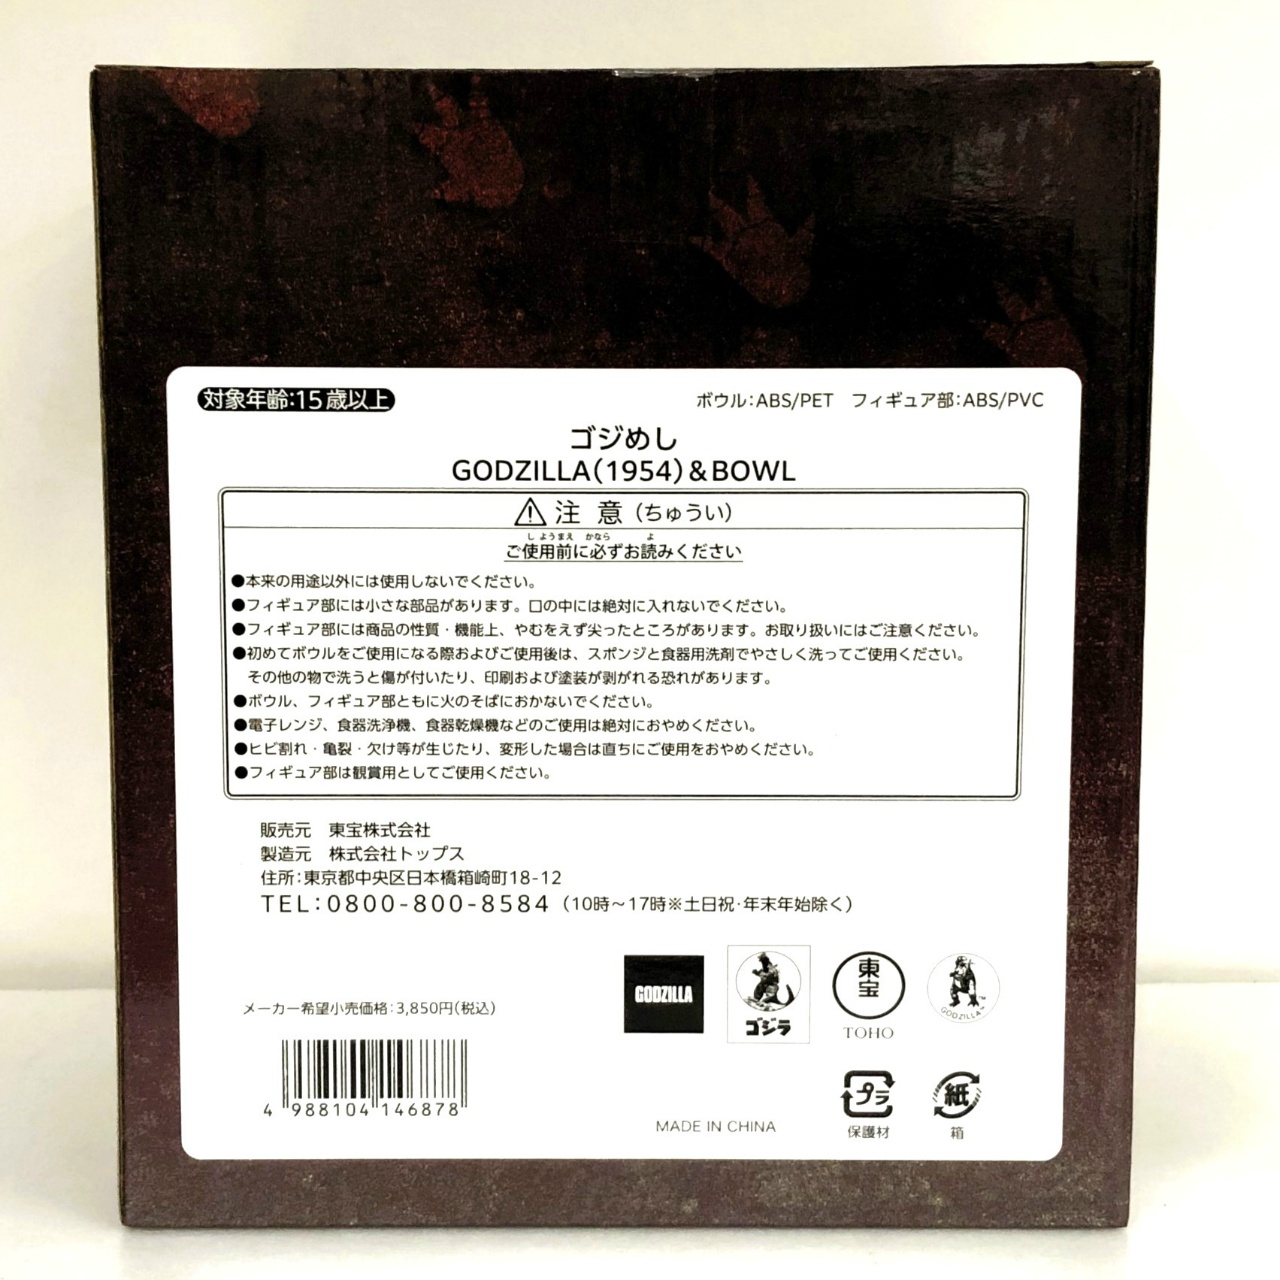 対象年齢:15歳以上
ボウル:ABS/PET　フィギュア部:ABS/PVC
ゴジめし
GODZILLA(1954)&BOWL
注 意 (ちゅうい)
しようまえ かなら よ
ご使用前に必ずお読みください
●本来の用途以外には使用しないでください。
●フィギュア部には小さな部品があります。口の中には絶対に入れないでください。
●フィギュア部には商品の性質・機能上、やむをえず尖ったところがあります。お取り扱いにはご注意ください。
●初めてボウルをご使用になる際およびご使用後は、スポンジと食器用洗剤でやさしく洗ってご使用ください。
その他の物で洗うと傷が付いたり、印刷および塗装が剥がれる恐れがあります。
●ボウル、フィギュア部ともに火のそばにおかないでください。
●電子レンジ、食器洗浄機、食器乾燥機などのご使用は絶対におやめください。
●ヒビ割れ・亀裂・欠け等が生じたり、変形した場合は直ちにご使用をおやめください。
●フィギュア部は観賞用としてご使用ください。
販売元　東宝株式会社
製造元　株式会社トップス
住所:東京都中央区日本橋箱崎町18-12
TEL:0800-800-8584(10時～17時※土日祝・年末年始除く)
GODZILLA
ゴジラ
東宝
TOHO
GODZILLA™
メーカー希望小売価格:3,850円(税込)
4 988104 146878
MADE IN CHINA
プラ
保護材
紙
箱